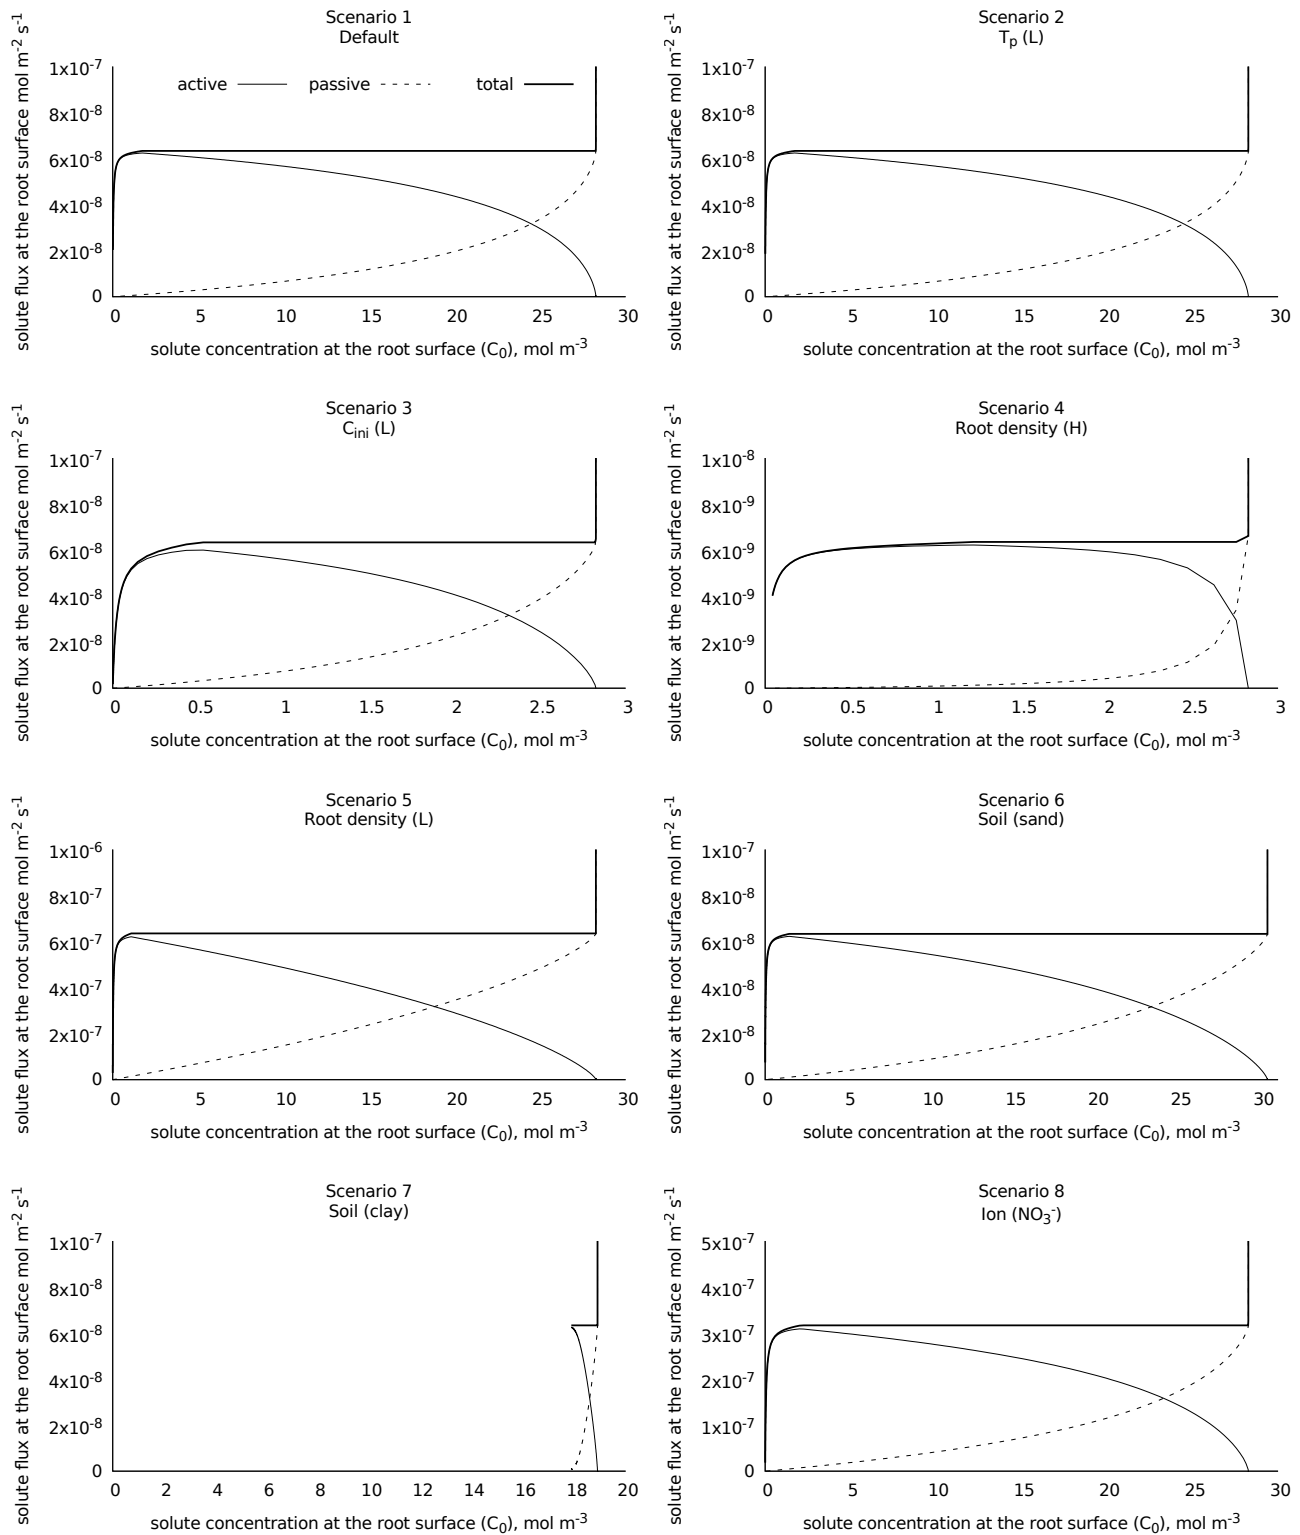 Scenario 1
Default
solute flux at the root surface mol m-2 s-1
1x10-7
8x10-8
6x10-8
4x10-8
2x10-8
0
active passive total
0 5 10 15 20 25 30
solute concentration at the root surface (C0), mol m-3
Scenario 2
Tp (L)
solute flux at the root surface mol m-2 s-1
1x10-7
8x10-8
6x10-8
4x10-8
2x10-8
0
0 5 10 15 20 25 30
solute concentration at the root surface (C0), mol m-3
Scenario 3
Cini (L)
solute flux at the root surface mol m-2 s-1
1x10-7
8x10-8
6x10-8
4x10-8
2x10-8
0
0 0.5 1 1.5 2 2.5 3
solute concentration at the root surface (C0), mol m-3
Scenario 4
Root density (H)
solute flux at the root surface mol m-2 s-1
1x10-8
8x10-9
6x10-9
4x10-9
2x10-9
0
0 0.5 1 1.5 2 2.5 3
solute concentration at the root surface (C0), mol m-3
Scenario 5
Root density (L)
solute flux at the root surface mol m-2 s-1
1x10-6
8x10-7
6x10-7
4x10-7
2x10-7
0
0 5 10 15 20 25 30
solute concentration at the root surface (C0), mol m-3
Scenario 6
Soil (sand)
solute flux at the root surface mol m-2 s-1
1x10-7
8x10-8
6x10-8
4x10-8
2x10-8
0
0 5 10 15 20 25 30
solute concentration at the root surface (C0), mol m-3
Scenario 7
Soil (clay)
solute flux at the root surface mol m-2 s-1
1x10-7
8x10-8
6x10-8
4x10-8
2x10-8
0
0 2 4 6 8 10 12 14 16 18 20
solute concentration at the root surface (C0), mol m-3
Scenario 8
Ion (NO3-)
solute flux at the root surface mol m-2 s-1
5x10-7
4x10-7
3x10-7
2x10-7
1x10-7
0
0 5 10 15 20 25 30
solute concentration at the root surface (C0), mol m-3